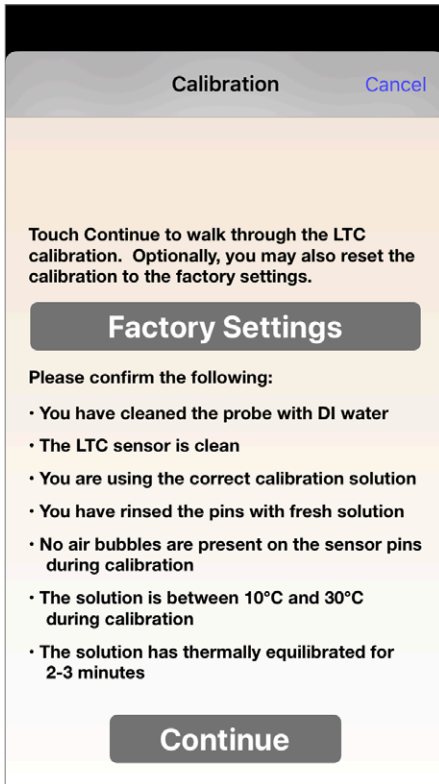 Calibration
Cancel
Touch Continue to walk through the LTC
calibration.  Optionally, you may also reset the
calibration to the factory settings.
Factory Settings
Please confirm the following:
· You have cleaned the probe with DI water
· The LTC sensor is clean
· You are using the correct calibration solution
· You have rinsed the pins with fresh solution
· No air bubbles are present on the sensor pins
during calibration
· The solution is between 10°C and 30°C
during calibration
· The solution has thermally equilibrated for
2-3 minutes
Continue